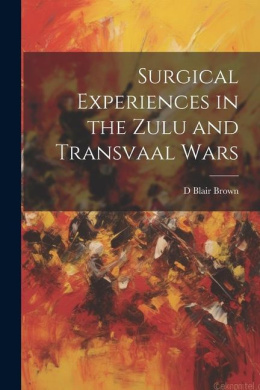 Surgical
Experiences in
the Zulu and
Transvaal Wars
D Blair Brown